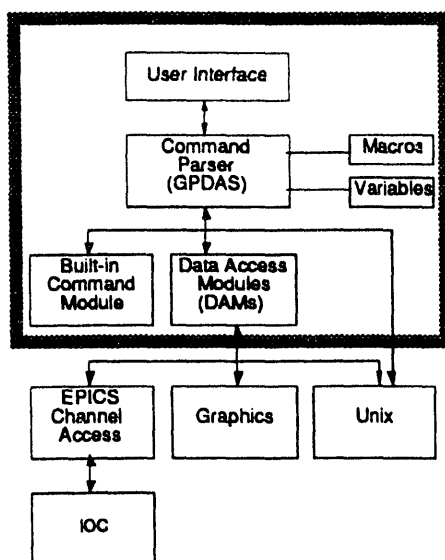 User Interface
Command
Parser
(GPDAS)
Macros
Variables
Built-in
Command
Module
Data Access
Modules
(DAMs)
EPICS
Channel
Access
Graphics
Unix
IOC